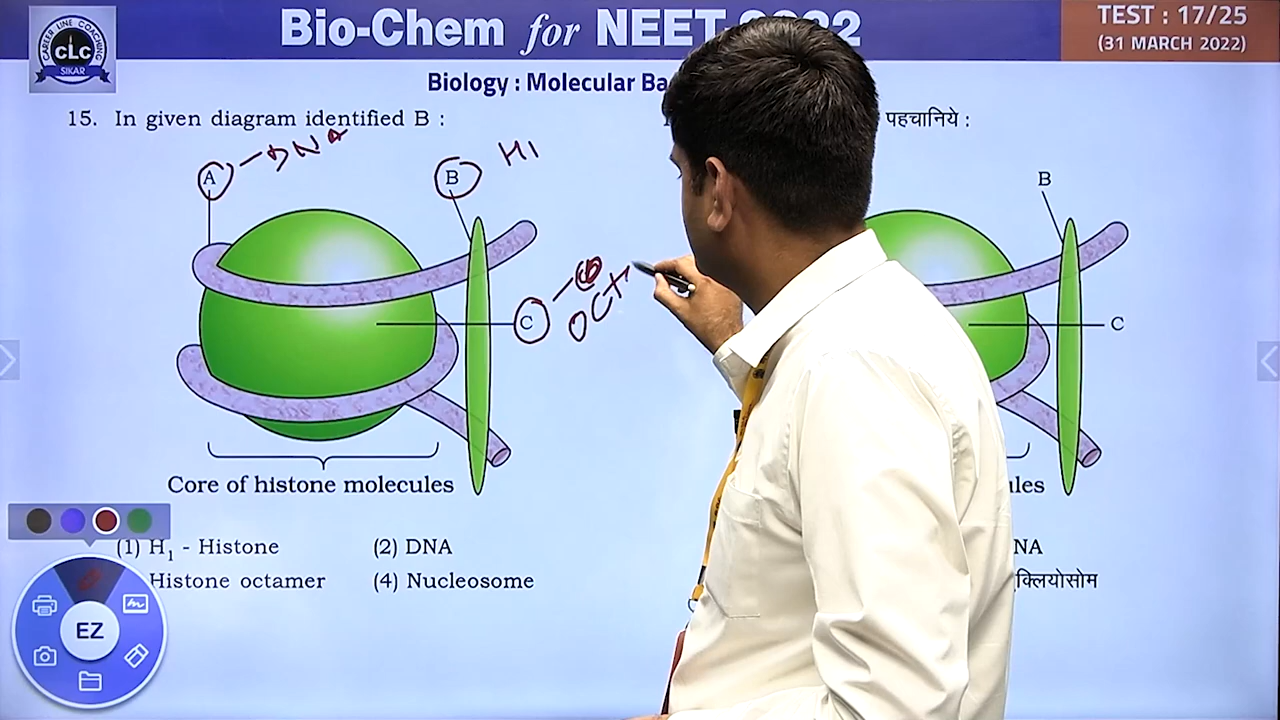 Bio-Chem for NEET-2022
TEST : 17/25
(31 MARCH 2022)
CAREER LINE COACHING
CLC
SIKAR
Biology : Molecular Ba
15. In given diagram identified B :
पहचानिये :
A DNA
B H1
C
Oct
B
C
Core of histone molecules
ules
(1) H₁ - Histone (2) DNA
NA
Histone octamer (4) Nucleosome
क्लियोसोम
EZ